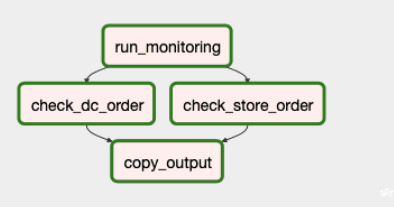 run_monitoring
check_dc_order
check_store_order
copy_output